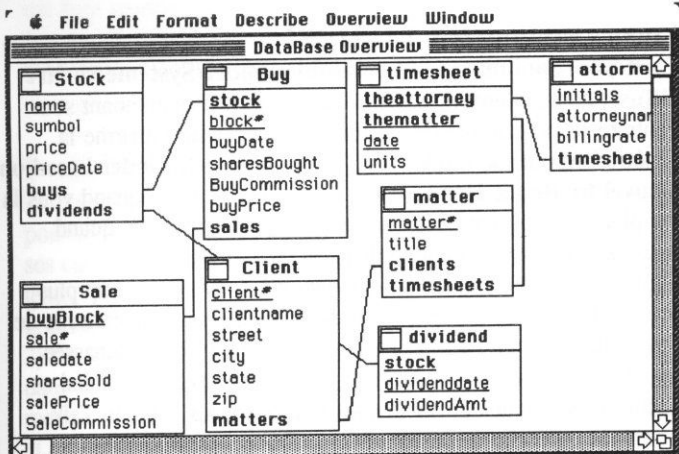 File Edit Format Describe Overview Window
DataBase Overview
Stock
name
symbol
price
priceDate
buys
dividends
Buy
stock
block#
buyDate
sharesBought
BuyCommission
buyPrice
sales
timesheet
theattorney
thematter
date
units
attorne
initials
attorneynar
billingrate
timesheet
matter
matter#
title
clients
timesheets
Sale
buyBlock
sale#
saledate
sharesSold
salePrice
SaleCommission
Client
client#
clientname
street
city
state
zip
matters
dividend
stock
dividenddate
dividendAmt